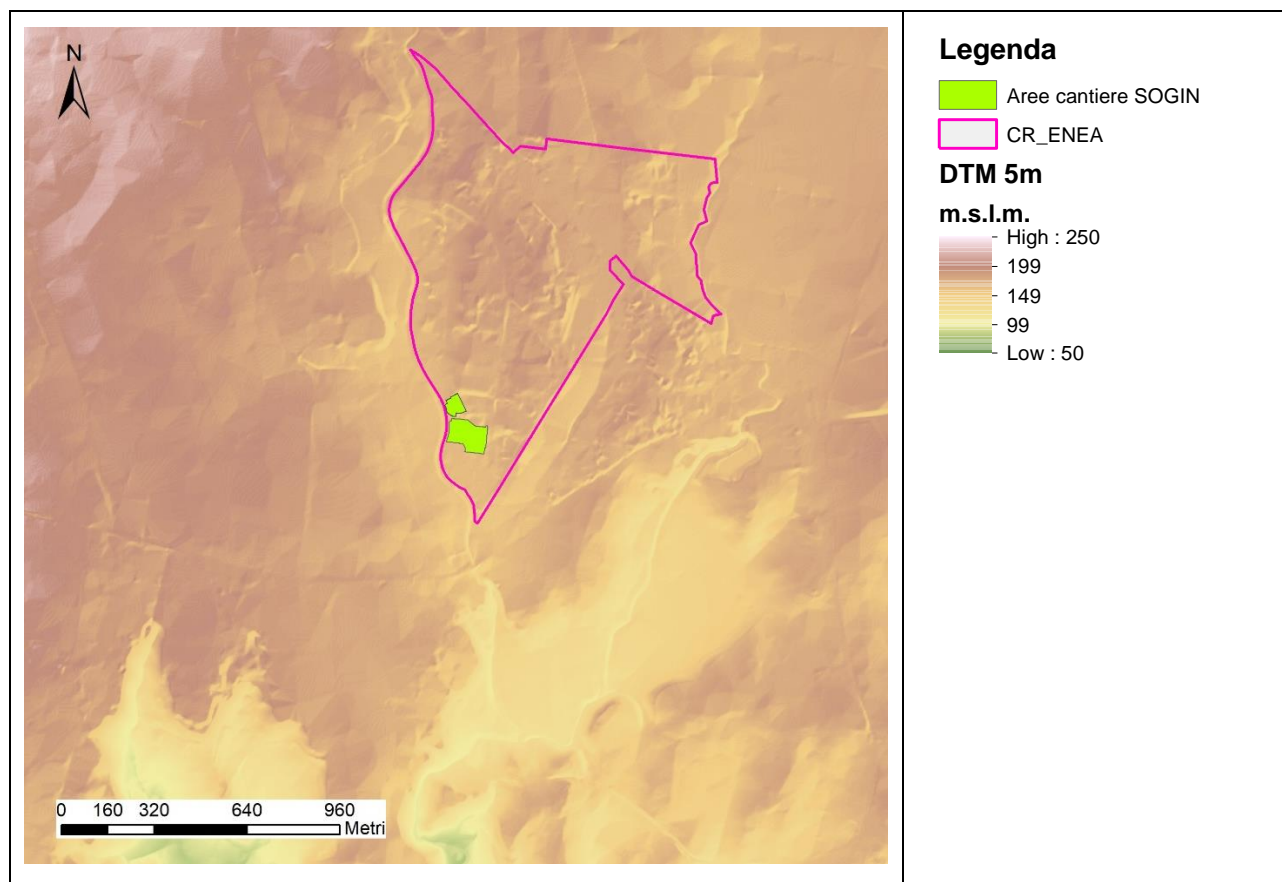 N
0 160 320 640 960
Metri
Legenda
Aree cantiere SOGIN
CR_ENEA
DTM 5m
m.s.l.m.
High : 250
199
149
99
Low : 50